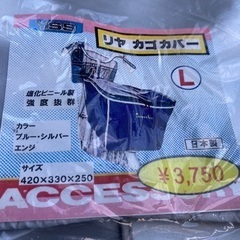 リヤ カゴカバー
L
塩化ビニール製
強度抜群
カラー
ブルー・シルバー
エンジ
サイズ
420×330×250
日本製
¥3,750